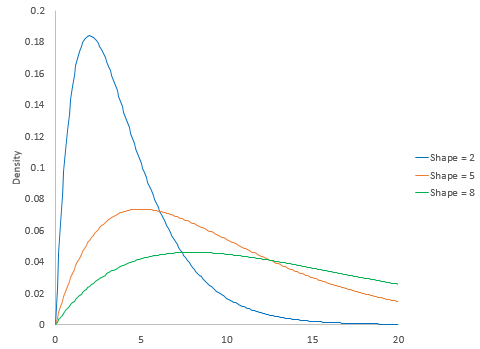 0.2
0.18
0.16
0.14
0.12
0.1
0.08
0.06
0.04
0.02
0
Density
0 5 10 15 20
Shape = 2
Shape = 5
Shape = 8